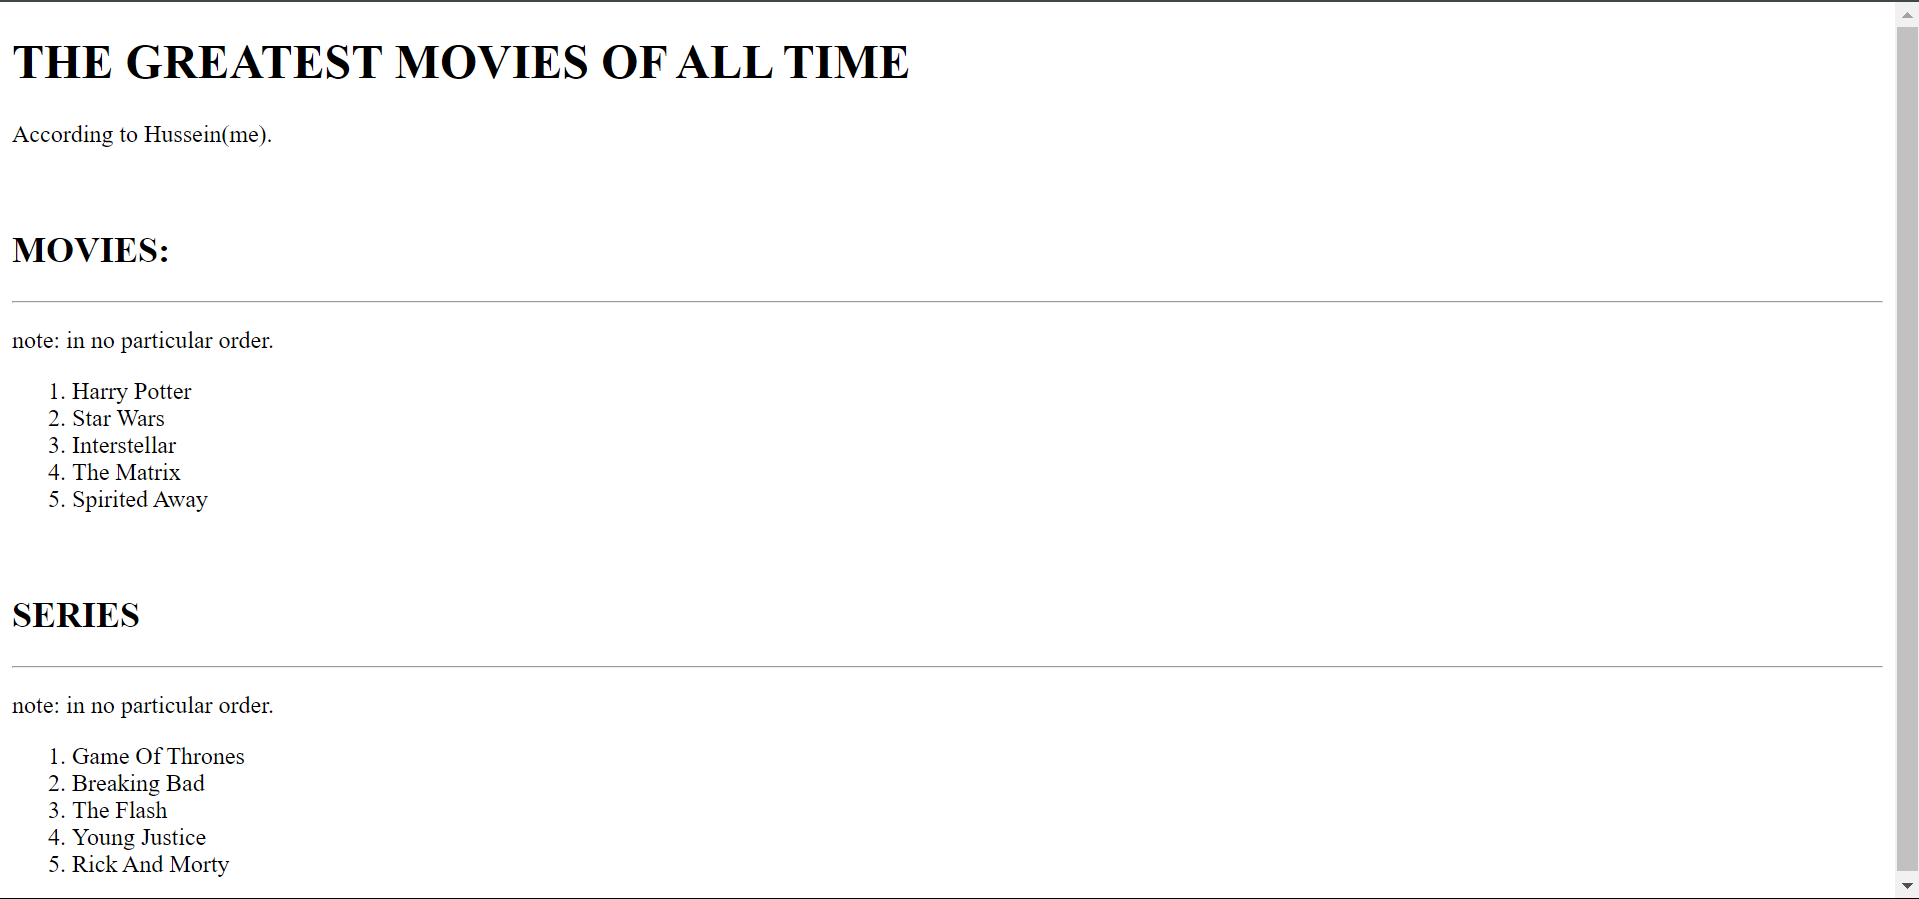 THE GREATEST MOVIES OF ALL TIME
According to Hussein(me).
MOVIES:
note: in no particular order.
1. Harry Potter
2. Star Wars
3. Interstellar
4. The Matrix
5. Spirited Away
SERIES
note: in no particular order.
1. Game Of Thrones
2. Breaking Bad
3. The Flash
4. Young Justice
5. Rick And Morty